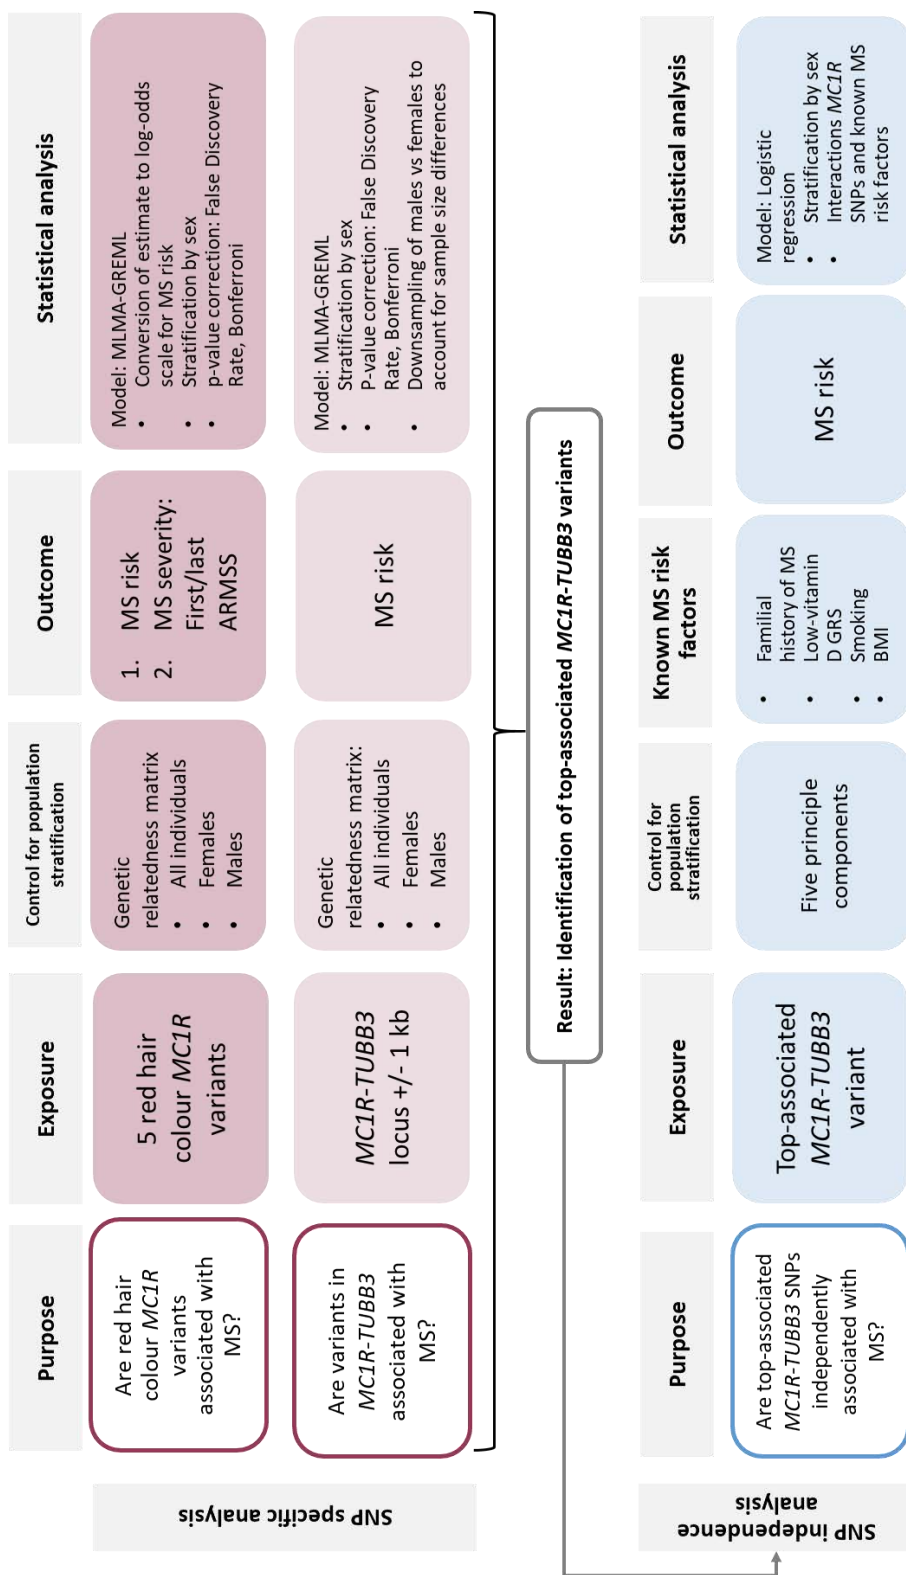 Purpose
Exposure
Control for population
stratification
Outcome
Statistical analysis
SNP specific analysis
Are red hair
colour MC1R
variants
associated with
MS?
5 red hair
colour MC1R
variants
Genetic
relatedness matrix
• All individuals
• Females
• Males
1. MS risk
2. MS severity:
First/last
ARMSS
Model: MLMA-GREML
• Conversion of estimate to log-odds
scale for MS risk
• Stratification by sex
• p-value correction: False Discovery
Rate, Bonferroni
Are variants in
MC1R-TUBB3
associated with
MS?
MC1R-TUBB3
locus +/- 1 kb
Genetic
relatedness matrix:
• All individuals
• Females
• Males
MS risk
Model: MLMA-GREML
• Stratification by sex
• P-value correction: False Discovery
Rate, Bonferroni
• Downsampling of males vs females to
account for sample size differences
Result: Identification of top-associated MC1R-TUBB3 variants
Purpose
Exposure
Control for
population
stratification
Known MS risk
factors
Outcome
Statistical analysis
SNP independence
analysis
Are top-associated
MC1R-TUBB3 SNPs
independently
associated with
MS?
Top-associated
MC1R-TUBB3
variant
Five principle
components
• Familial
history of MS
• Low-vitamin
D GRS
• Smoking
• BMI
MS risk
Model: Logistic
regression
• Stratification by sex
• Interactions MC1R
SNPs and known MS
risk factors